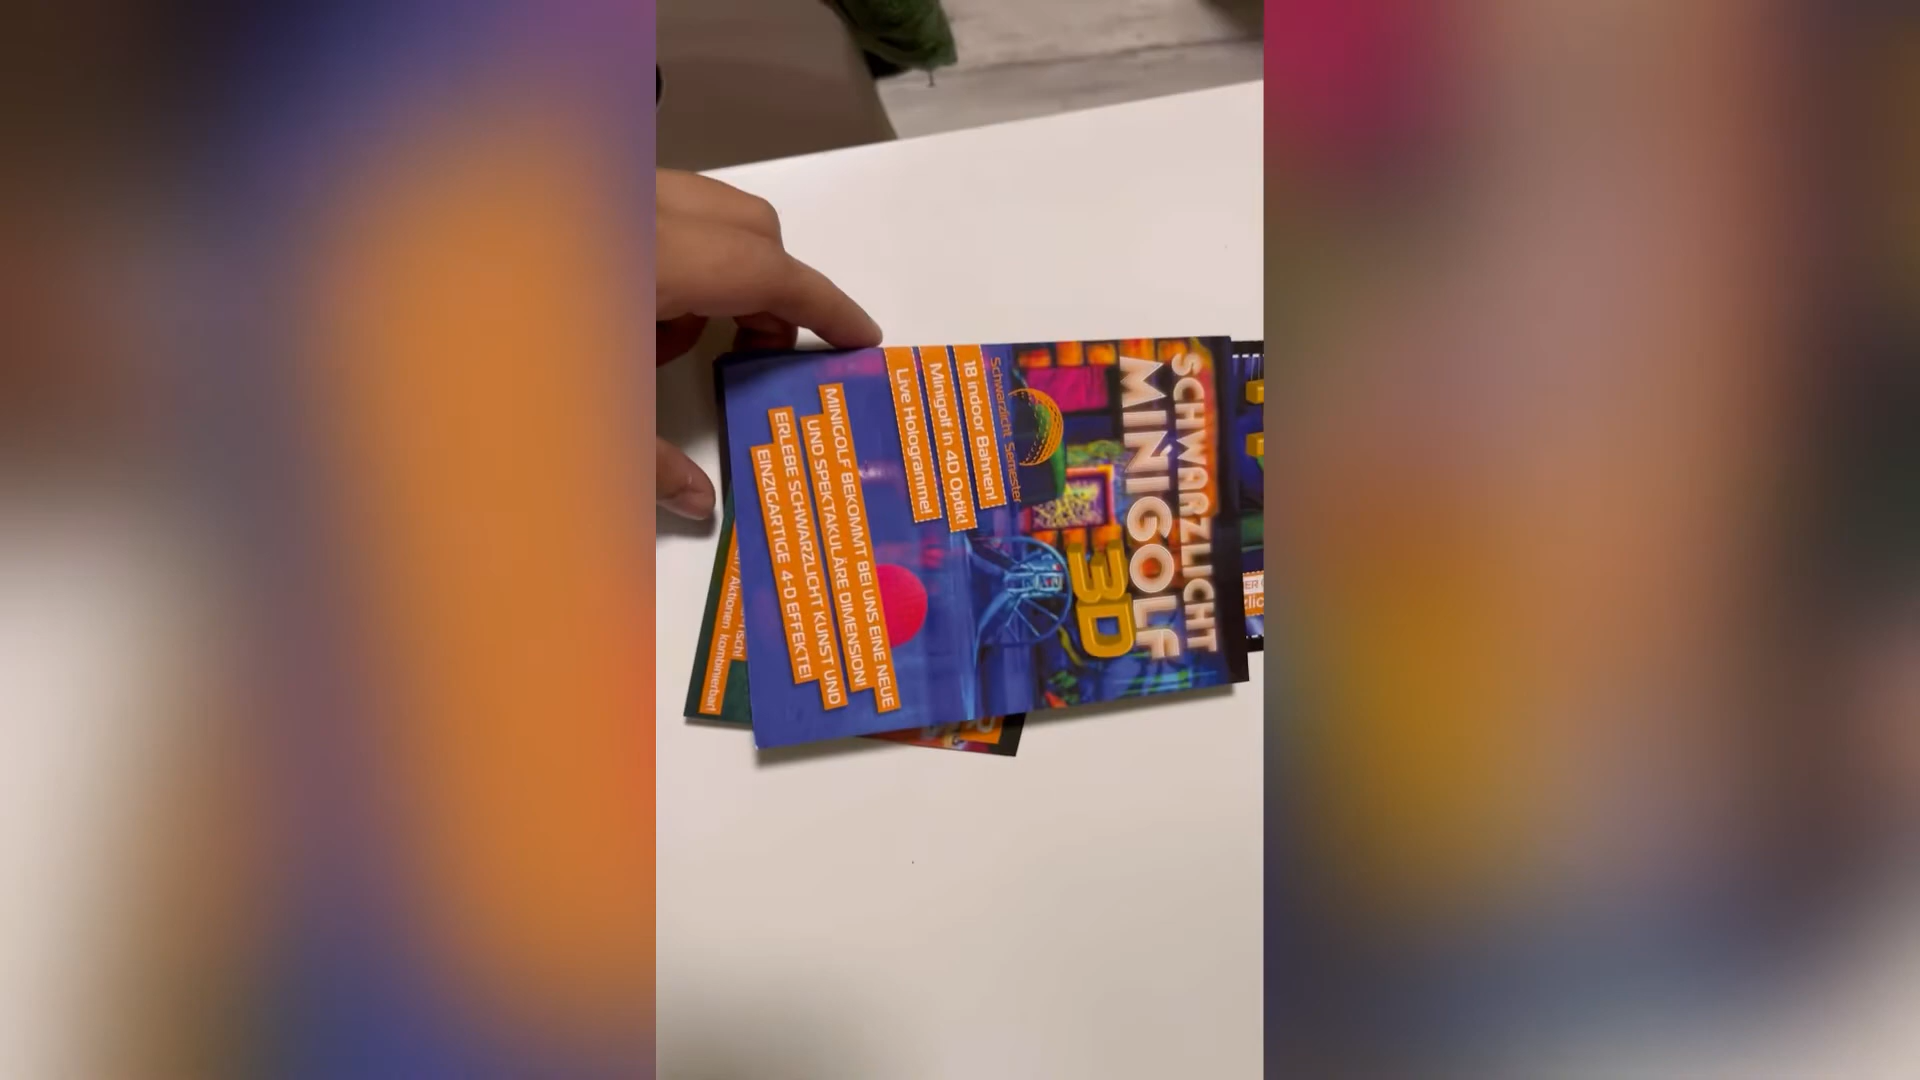 SCHWARZLICHT
MINIGOLF
3D
Schwarzlicht Semester
18 indoor Bahnen!
Minigolf in 4D Optik!
Live Hologramme!
MINIGOLF BEKOMMT BEI UNS EINE NEUE
UND SPEKTAKULÄRE DIMENSION!
ERLEBE SCHWARZLICHT KUNST UND
EINZIGARTIGE 4-D EFFEKTE!
/ Aktionen kombinierbar!